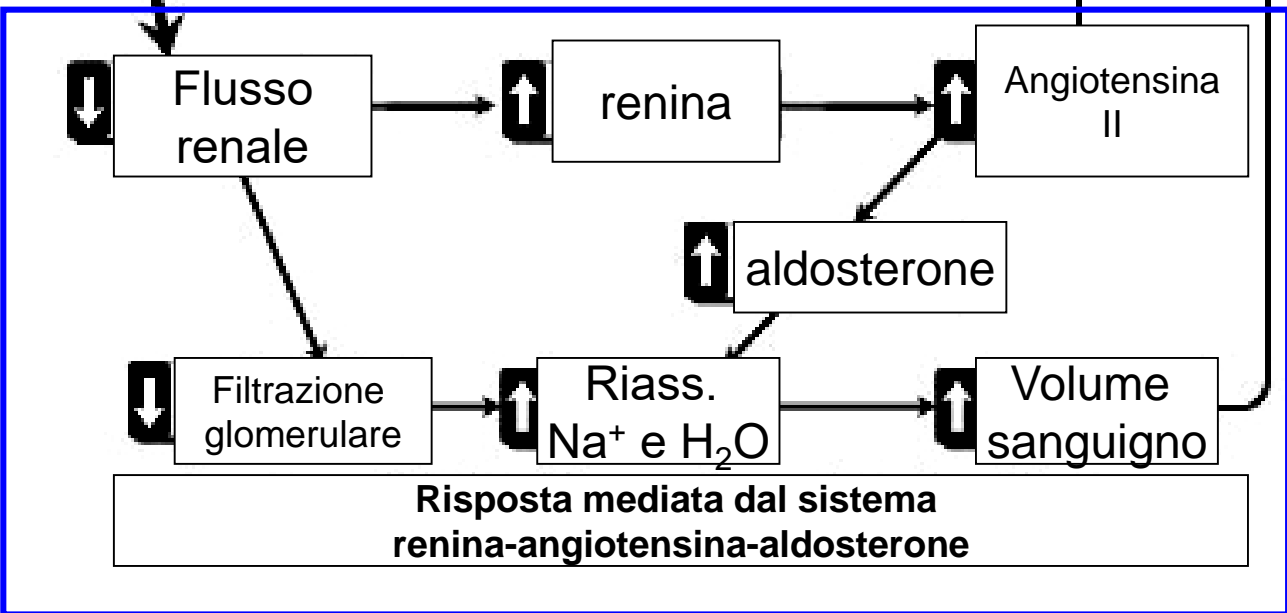 Flusso
renale
renina
Angiotensina
II
aldosterone
Filtrazione
glomerulare
Riass.
Na⁺ e H₂O
Volume
sanguigno
Risposta mediata dal sistema
renina-angiotensina-aldosterone